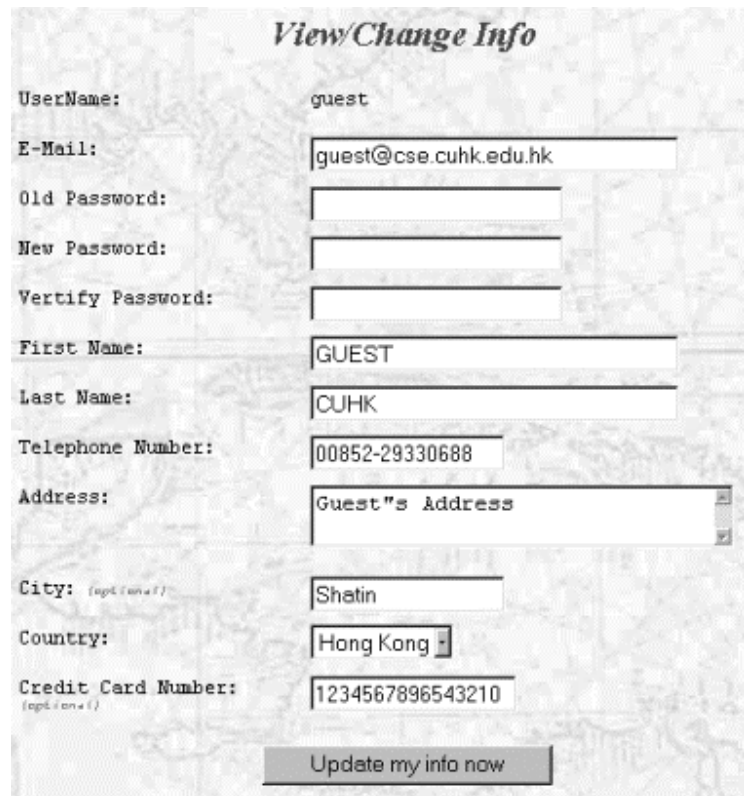 View/Change Info
UserName: guest
E-Mail: guest@cse.cuhk.edu.hk
Old Password:
New Password:
Vertify Password:
First Name: GUEST
Last Name: CUHK
Telephone Number: 00852-29330688
Address: Guest"s Address
City: (optional) Shatin
Country: Hong Kong
Credit Card Number: 1234567896543210
(optional)
Update my info now